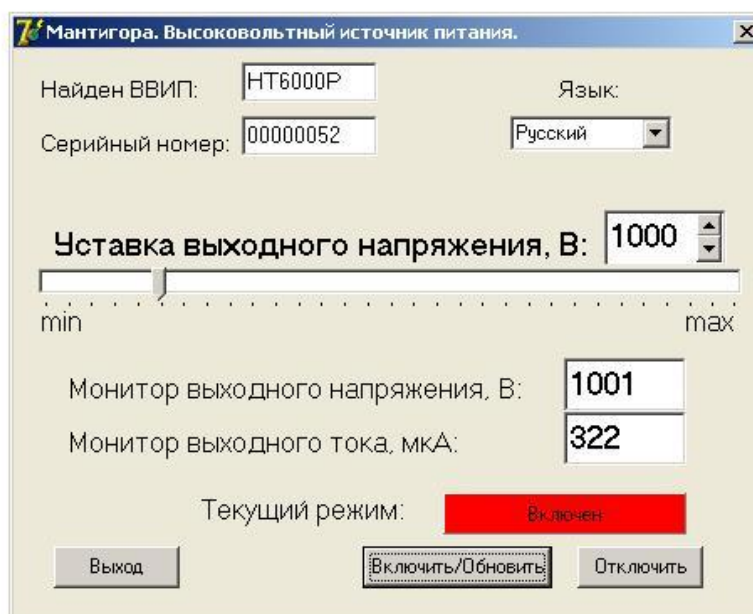 Мантигора. Высоковольтный источник питания.
Найден ВВИП: HT6000P
Язык:
Серийный номер: 00000052
Русский
Уставка выходного напряжения, В: 1000
min max
Монитор выходного напряжения, В: 1001
Монитор выходного тока, мкА: 322
Текущий режим: Включен
Выход Включить/Обновить Отключить